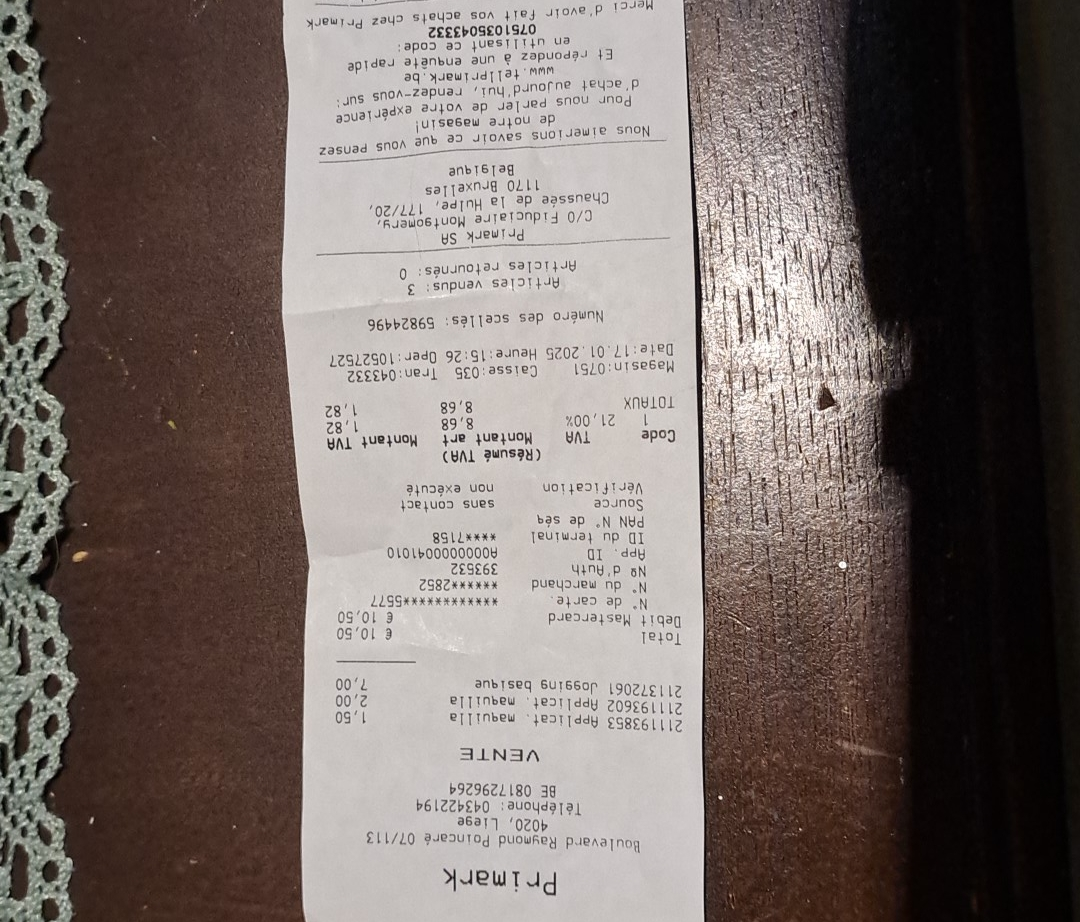 Primark
Boulevard Raymond Poincaré 07/113
4020, Liege
Téléphone: 043422194
BE 0817296264
VENTE
211193853 Applicat. maquilla 1,50
211193602 Applicat. maquilla 2,00
211372061 Jogging basique 7,00
Total € 10,50
Debit Mastercard € 10,50
N° de carte. ************5577
N° du marchand *******2852
Nº d'Auth 393532
App. ID A0000000041010
ID du terminal ****7158
PAN N° de séq
Source sans contact
Vérification non exécuté
(Résumé TVA)
Code TVA Montant art Montant TVA
1 21,00% 8,68 1,82
TOTAUX 8,68 1,82
Magasin:0751 Caisse:035 Tran:043332
Date:17.01.2025 Heure:15:26 Oper:10527527
Numéro des scellés: 59824496
Articles vendus: 3
Articles retournés: 0
Primark SA
C/O Fiduciaire Montgomery,
Chaussée de la Hulpe, 177/20,
1170 Bruxelles
Belgique
Nous aimerions savoir ce que vous pensez
de notre magasin!
Pour nous parler de votre expérience
d'achat aujourd'hui, rendez-vous sur:
www.tellprimark.be
Et répondez à une enquête rapide
en utilisant ce code:
0751035043332
Merci d'avoir fait vos achats chez Primark